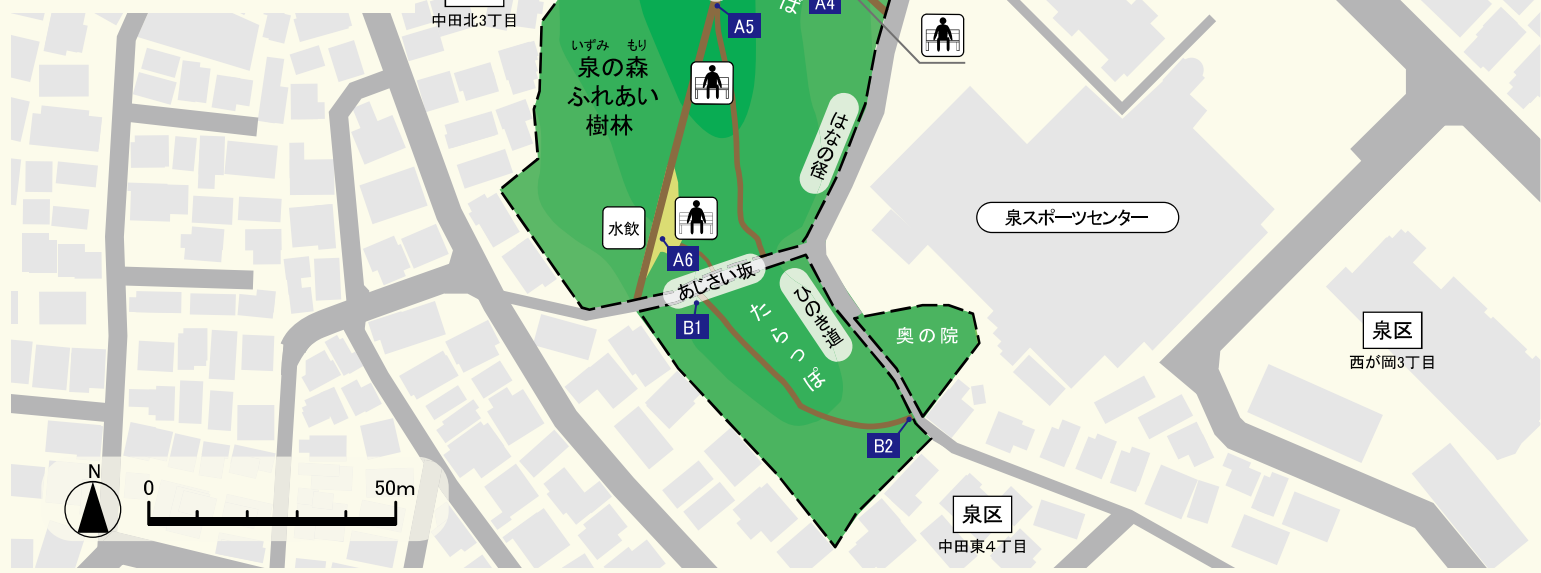 中田北3丁目
A5
A4
ぽ
いずみ もり
泉の森
ふれあい
樹林
はなの径
水飲
A6
泉スポーツセンター
あじさい坂
B1
たらっぽ
ひのき道
奥の院
泉区
西が岡3丁目
B2
N
0 50m
泉区
中田東4丁目